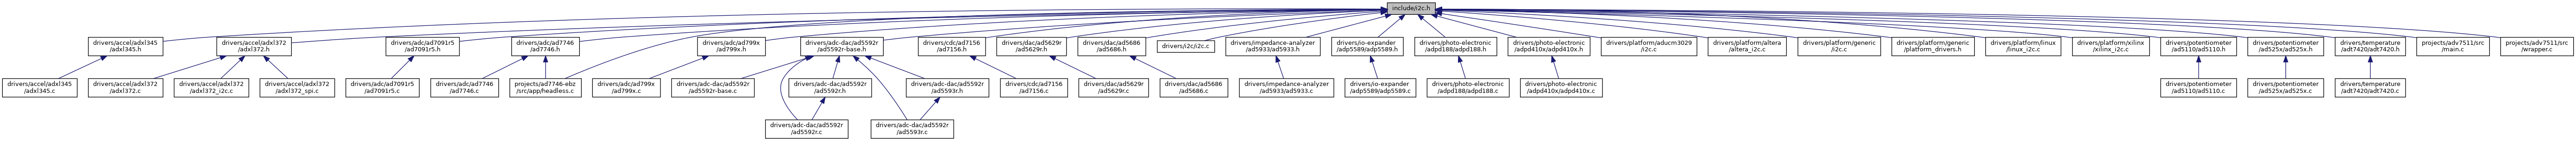 include/i2c.h
drivers/accel/adxl345
/adxl345.h
drivers/accel/adxl372
/adxl372.h
drivers/adc/ad7091r5
/ad7091r5.h
drivers/adc/ad7746
/ad7746.h
drivers/adc/ad799x
/ad799x.h
drivers/adc-dac/ad5592r
/ad5592r-base.h
drivers/cdc/ad7156
/ad7156.h
drivers/dac/ad5629r
/ad5629r.h
drivers/dac/ad5686
/ad5686.h
drivers/i2c/i2c.c
drivers/impedance-analyzer
/ad5933/ad5933.h
drivers/io-expander
/adp5589/adp5589.h
drivers/photo-electronic
/adpd188/adpd188.h
drivers/photo-electronic
/adpd410x/adpd410x.h
drivers/platform/aducm3029
/i2c.c
drivers/platform/altera
/altera_i2c.c
drivers/platform/generic
/i2c.c
drivers/platform/generic
/platform_drivers.h
drivers/platform/linux
/linux_i2c.c
drivers/platform/xilinx
/xilinx_i2c.c
drivers/potentiometer
/ad5110/ad5110.h
drivers/potentiometer
/ad525x/ad525x.h
drivers/temperature
/adt7420/adt7420.h
projects/adv7511/src
/main.c
projects/adv7511/src
/wrapper.c
drivers/accel/adxl345
/adxl345.c
drivers/accel/adxl372
/adxl372.c
drivers/accel/adxl372
/adxl372_i2c.c
drivers/accel/adxl372
/adxl372_spi.c
drivers/adc/ad7091r5
/ad7091r5.c
drivers/adc/ad7746
/ad7746.c
projects/ad7746-ebz
/src/app/headless.c
drivers/adc/ad799x
/ad799x.c
drivers/adc-dac/ad5592r
/ad5592r-base.c
drivers/adc-dac/ad5592r
/ad5592r.h
drivers/adc-dac/ad5592r
/ad5593r.h
drivers/cdc/ad7156
/ad7156.c
drivers/dac/ad5629r
/ad5629r.c
drivers/dac/ad5686
/ad5686.c
drivers/impedance-analyzer
/ad5933/ad5933.c
drivers/io-expander
/adp5589/adp5589.c
drivers/photo-electronic
/adpd188/adpd188.c
drivers/photo-electronic
/adpd410x/adpd410x.c
drivers/potentiometer
/ad5110/ad5110.c
drivers/potentiometer
/ad525x/ad525x.c
drivers/temperature
/adt7420/adt7420.c
drivers/adc-dac/ad5592r
/ad5592r.c
drivers/adc-dac/ad5592r
/ad5593r.c